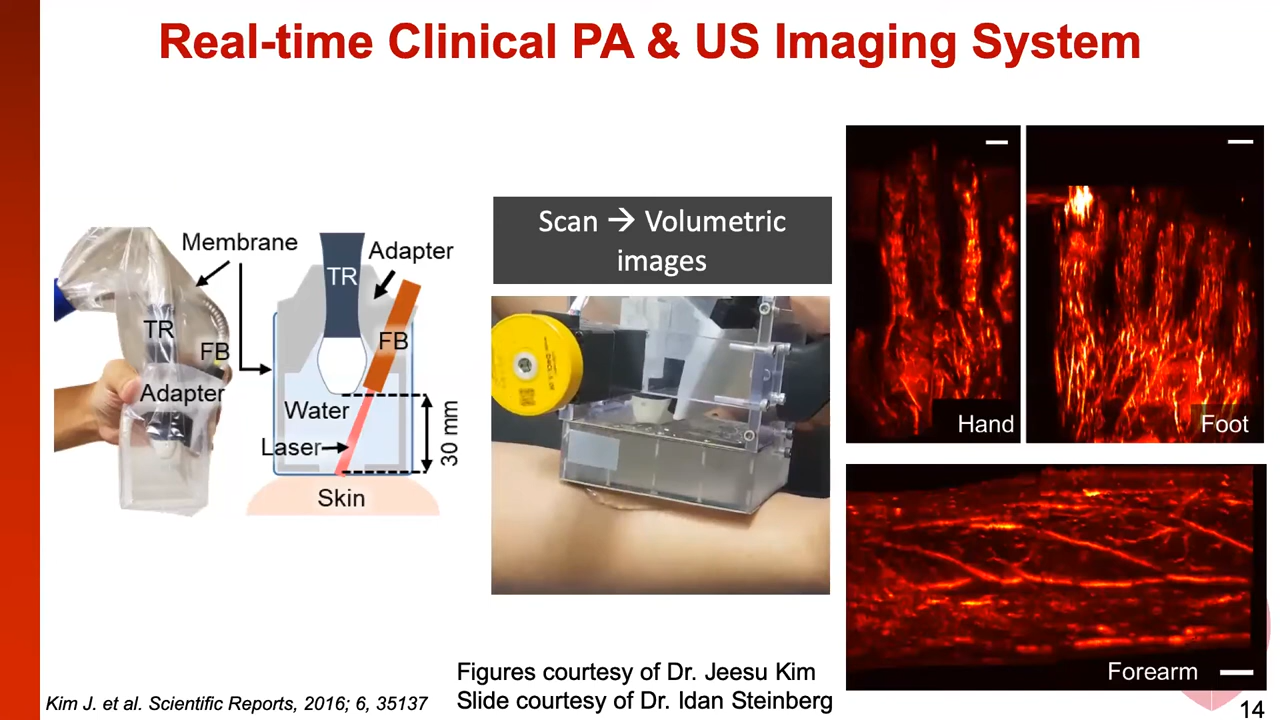 Real-time Clinical PA & US Imaging System
Membrane
TR
FB
Adapter
TR
Adapter
FB
Water
Laser
30 mm
Skin
Scan → Volumetric
images
Hand
Foot
Forearm
Figures courtesy of Dr. Jeesu Kim
Slide courtesy of Dr. Idan Steinberg
Kim J. et al. Scientific Reports, 2016; 6, 35137
14